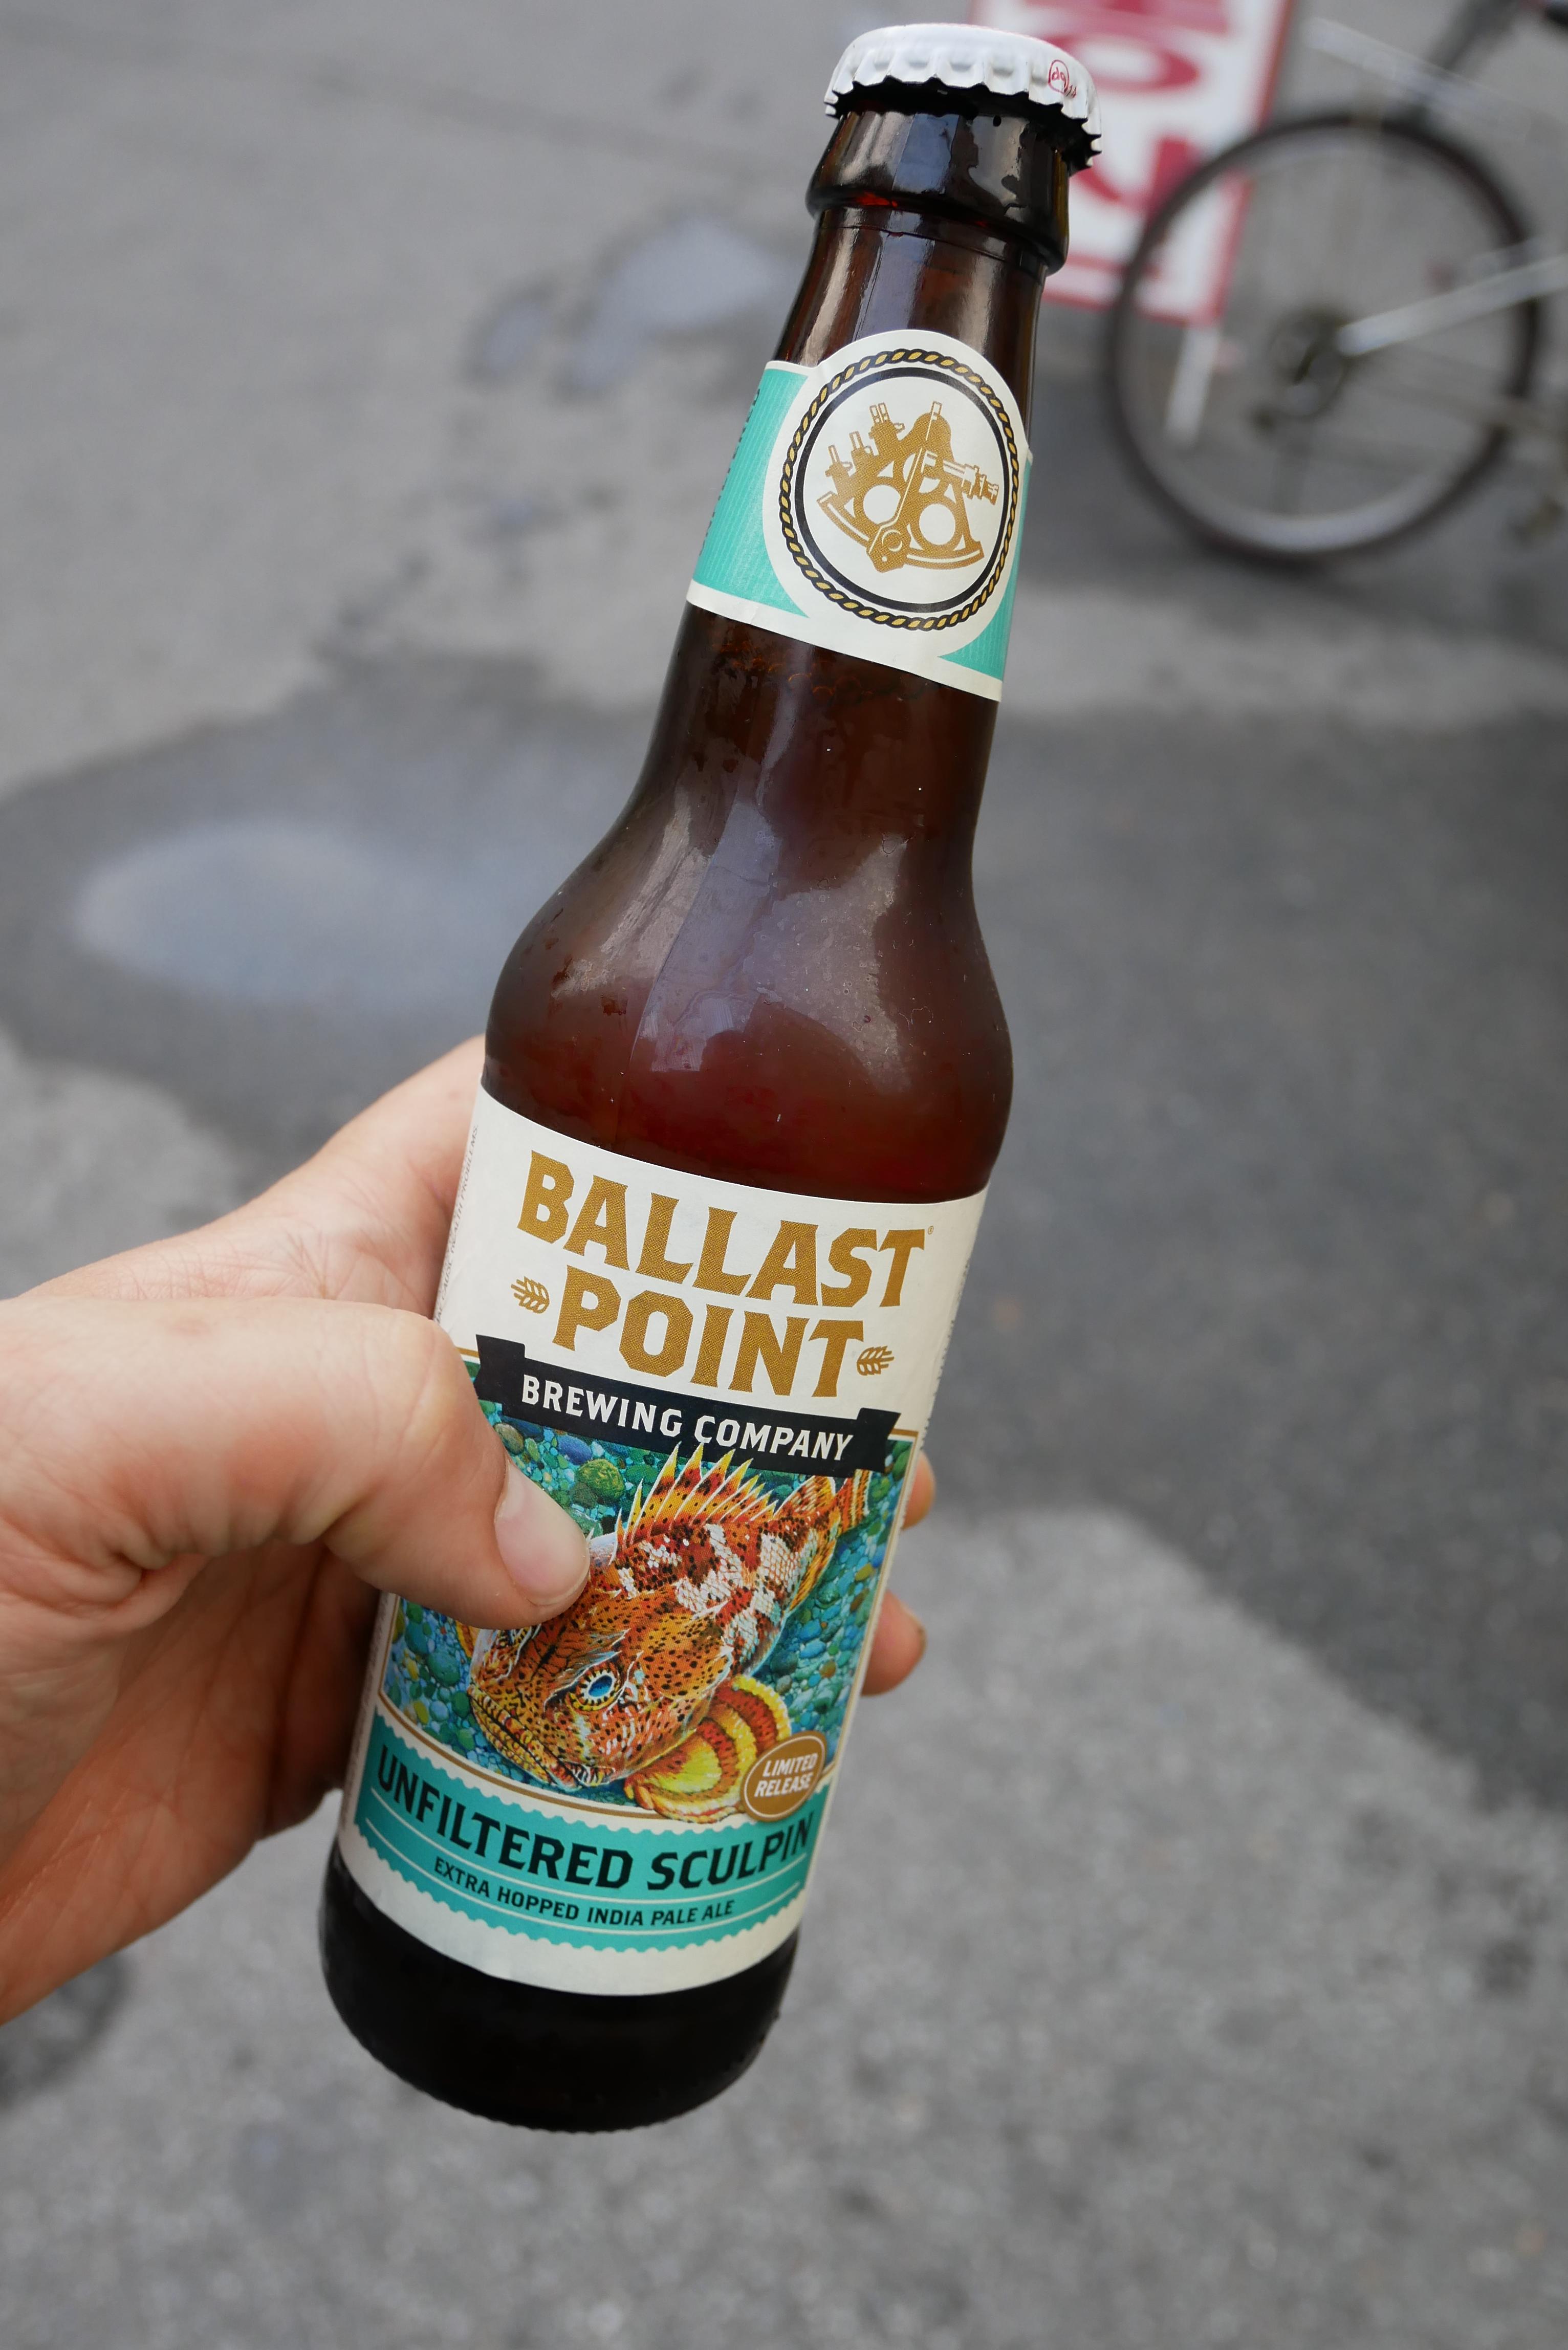 BALLAST
POINT
BREWING COMPANY
LIMITED
RELEASE
UNFILTERED SCULPIN
EXTRA HOPPED INDIA PALE ALE